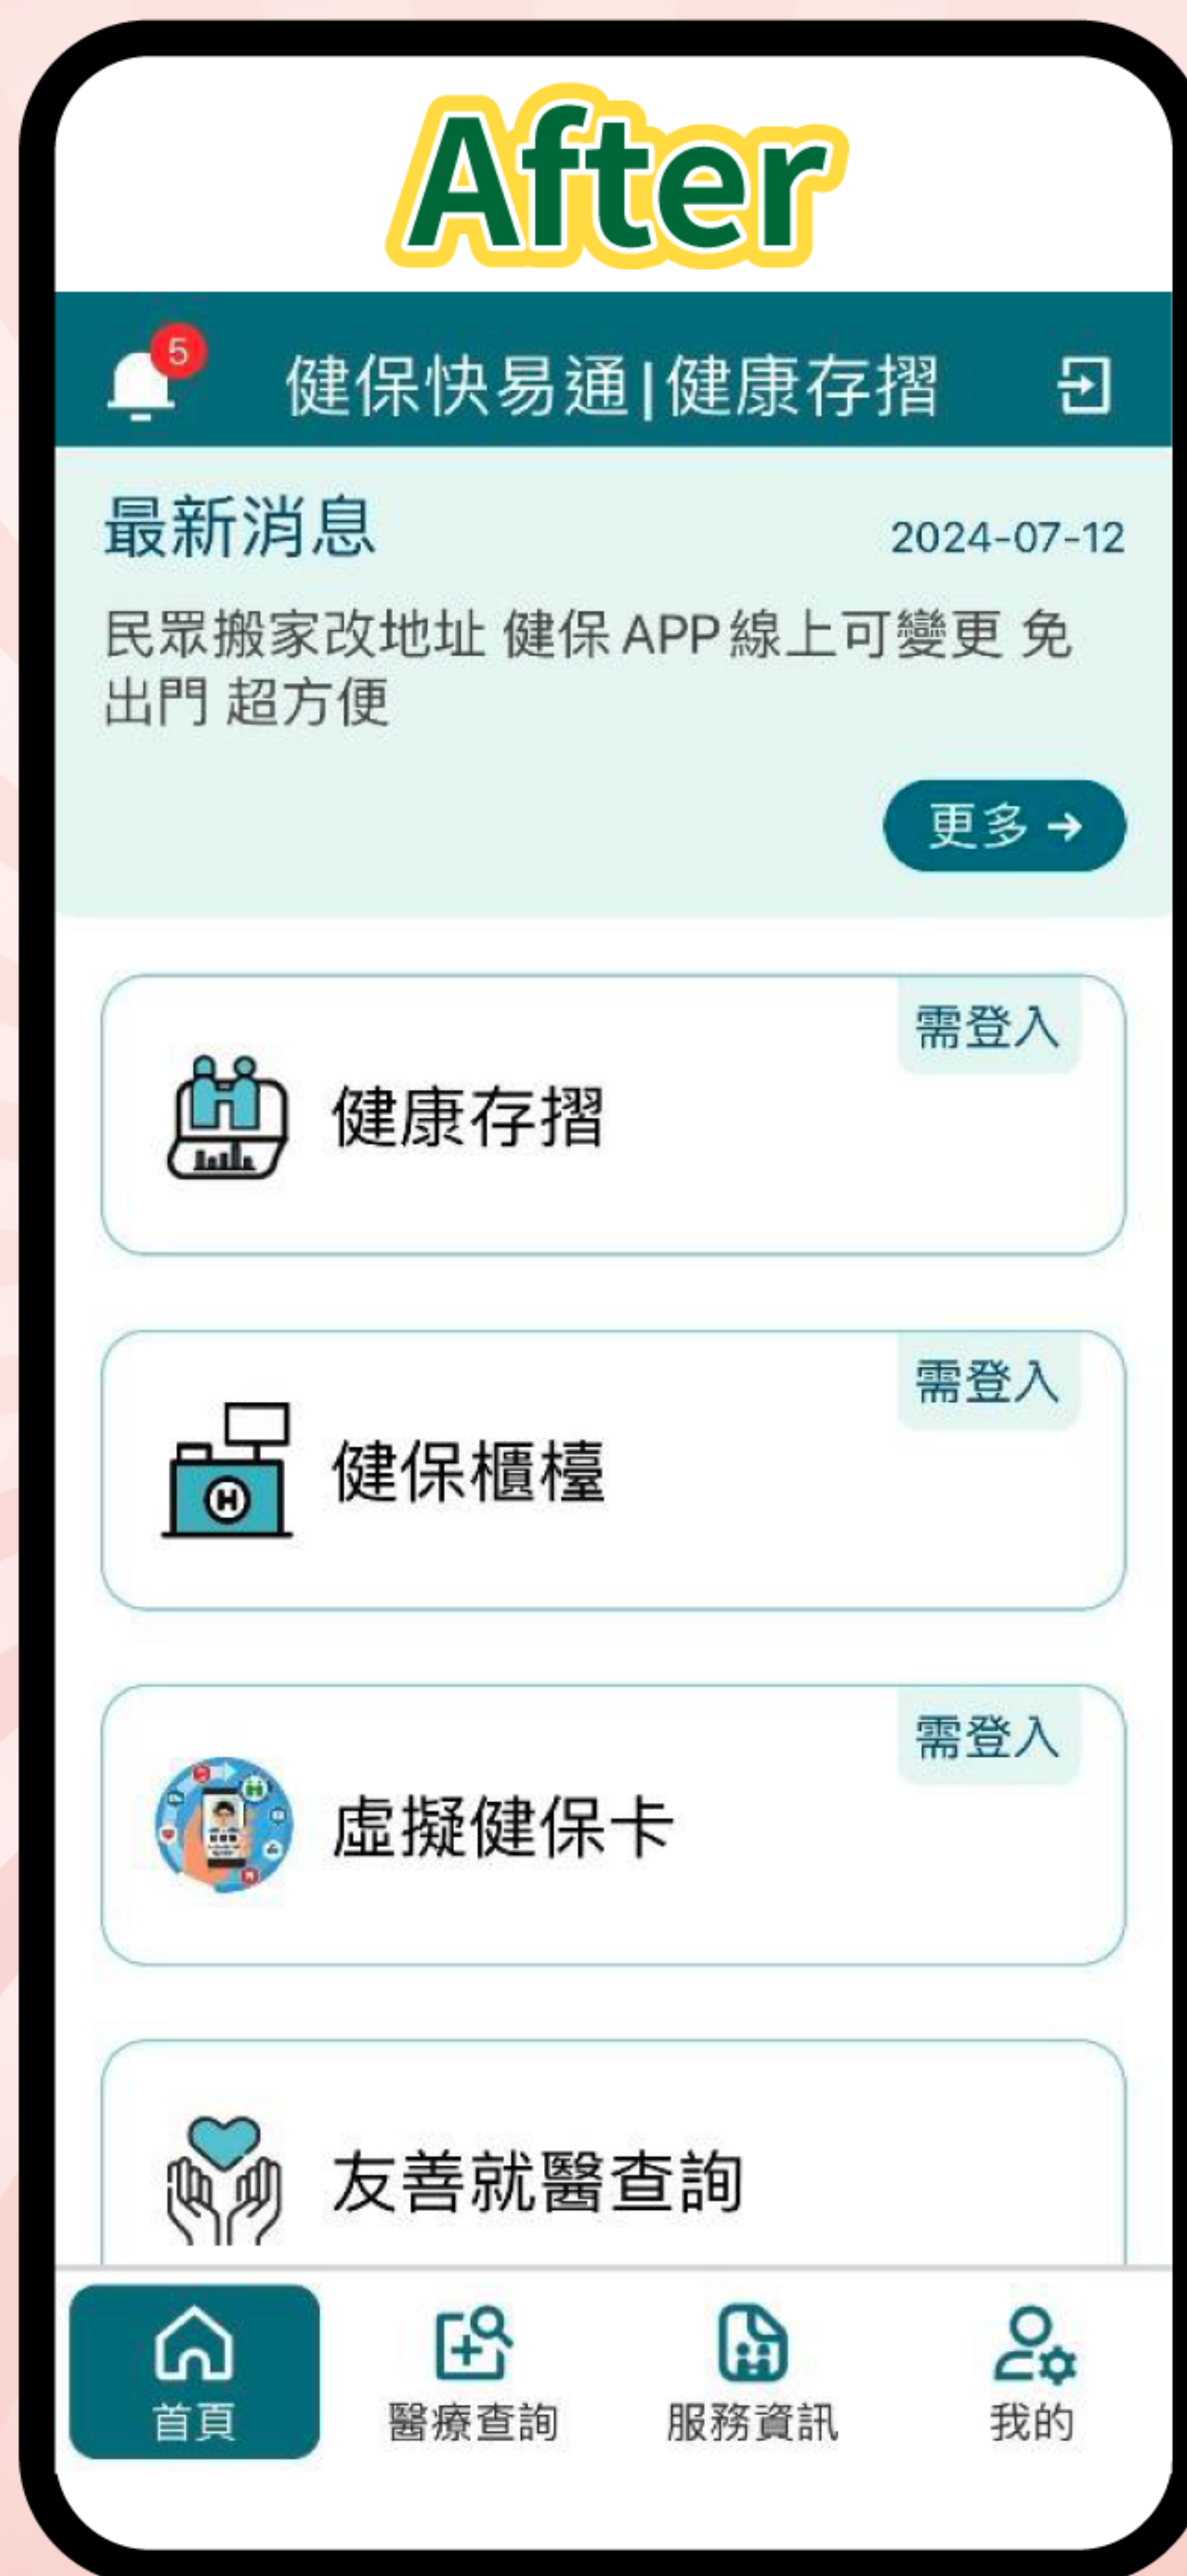 After
5
健保快易通|健康存摺
最新消息
2024-07-12
民眾搬家改地址 健保APP線上可變更 免
出門 超方便
更多→
需登入
健康存摺
需登入
健保櫃檯
需登入
虛擬健保卡
友善就醫查詢
首頁
醫療查詢
服務資訊
我的